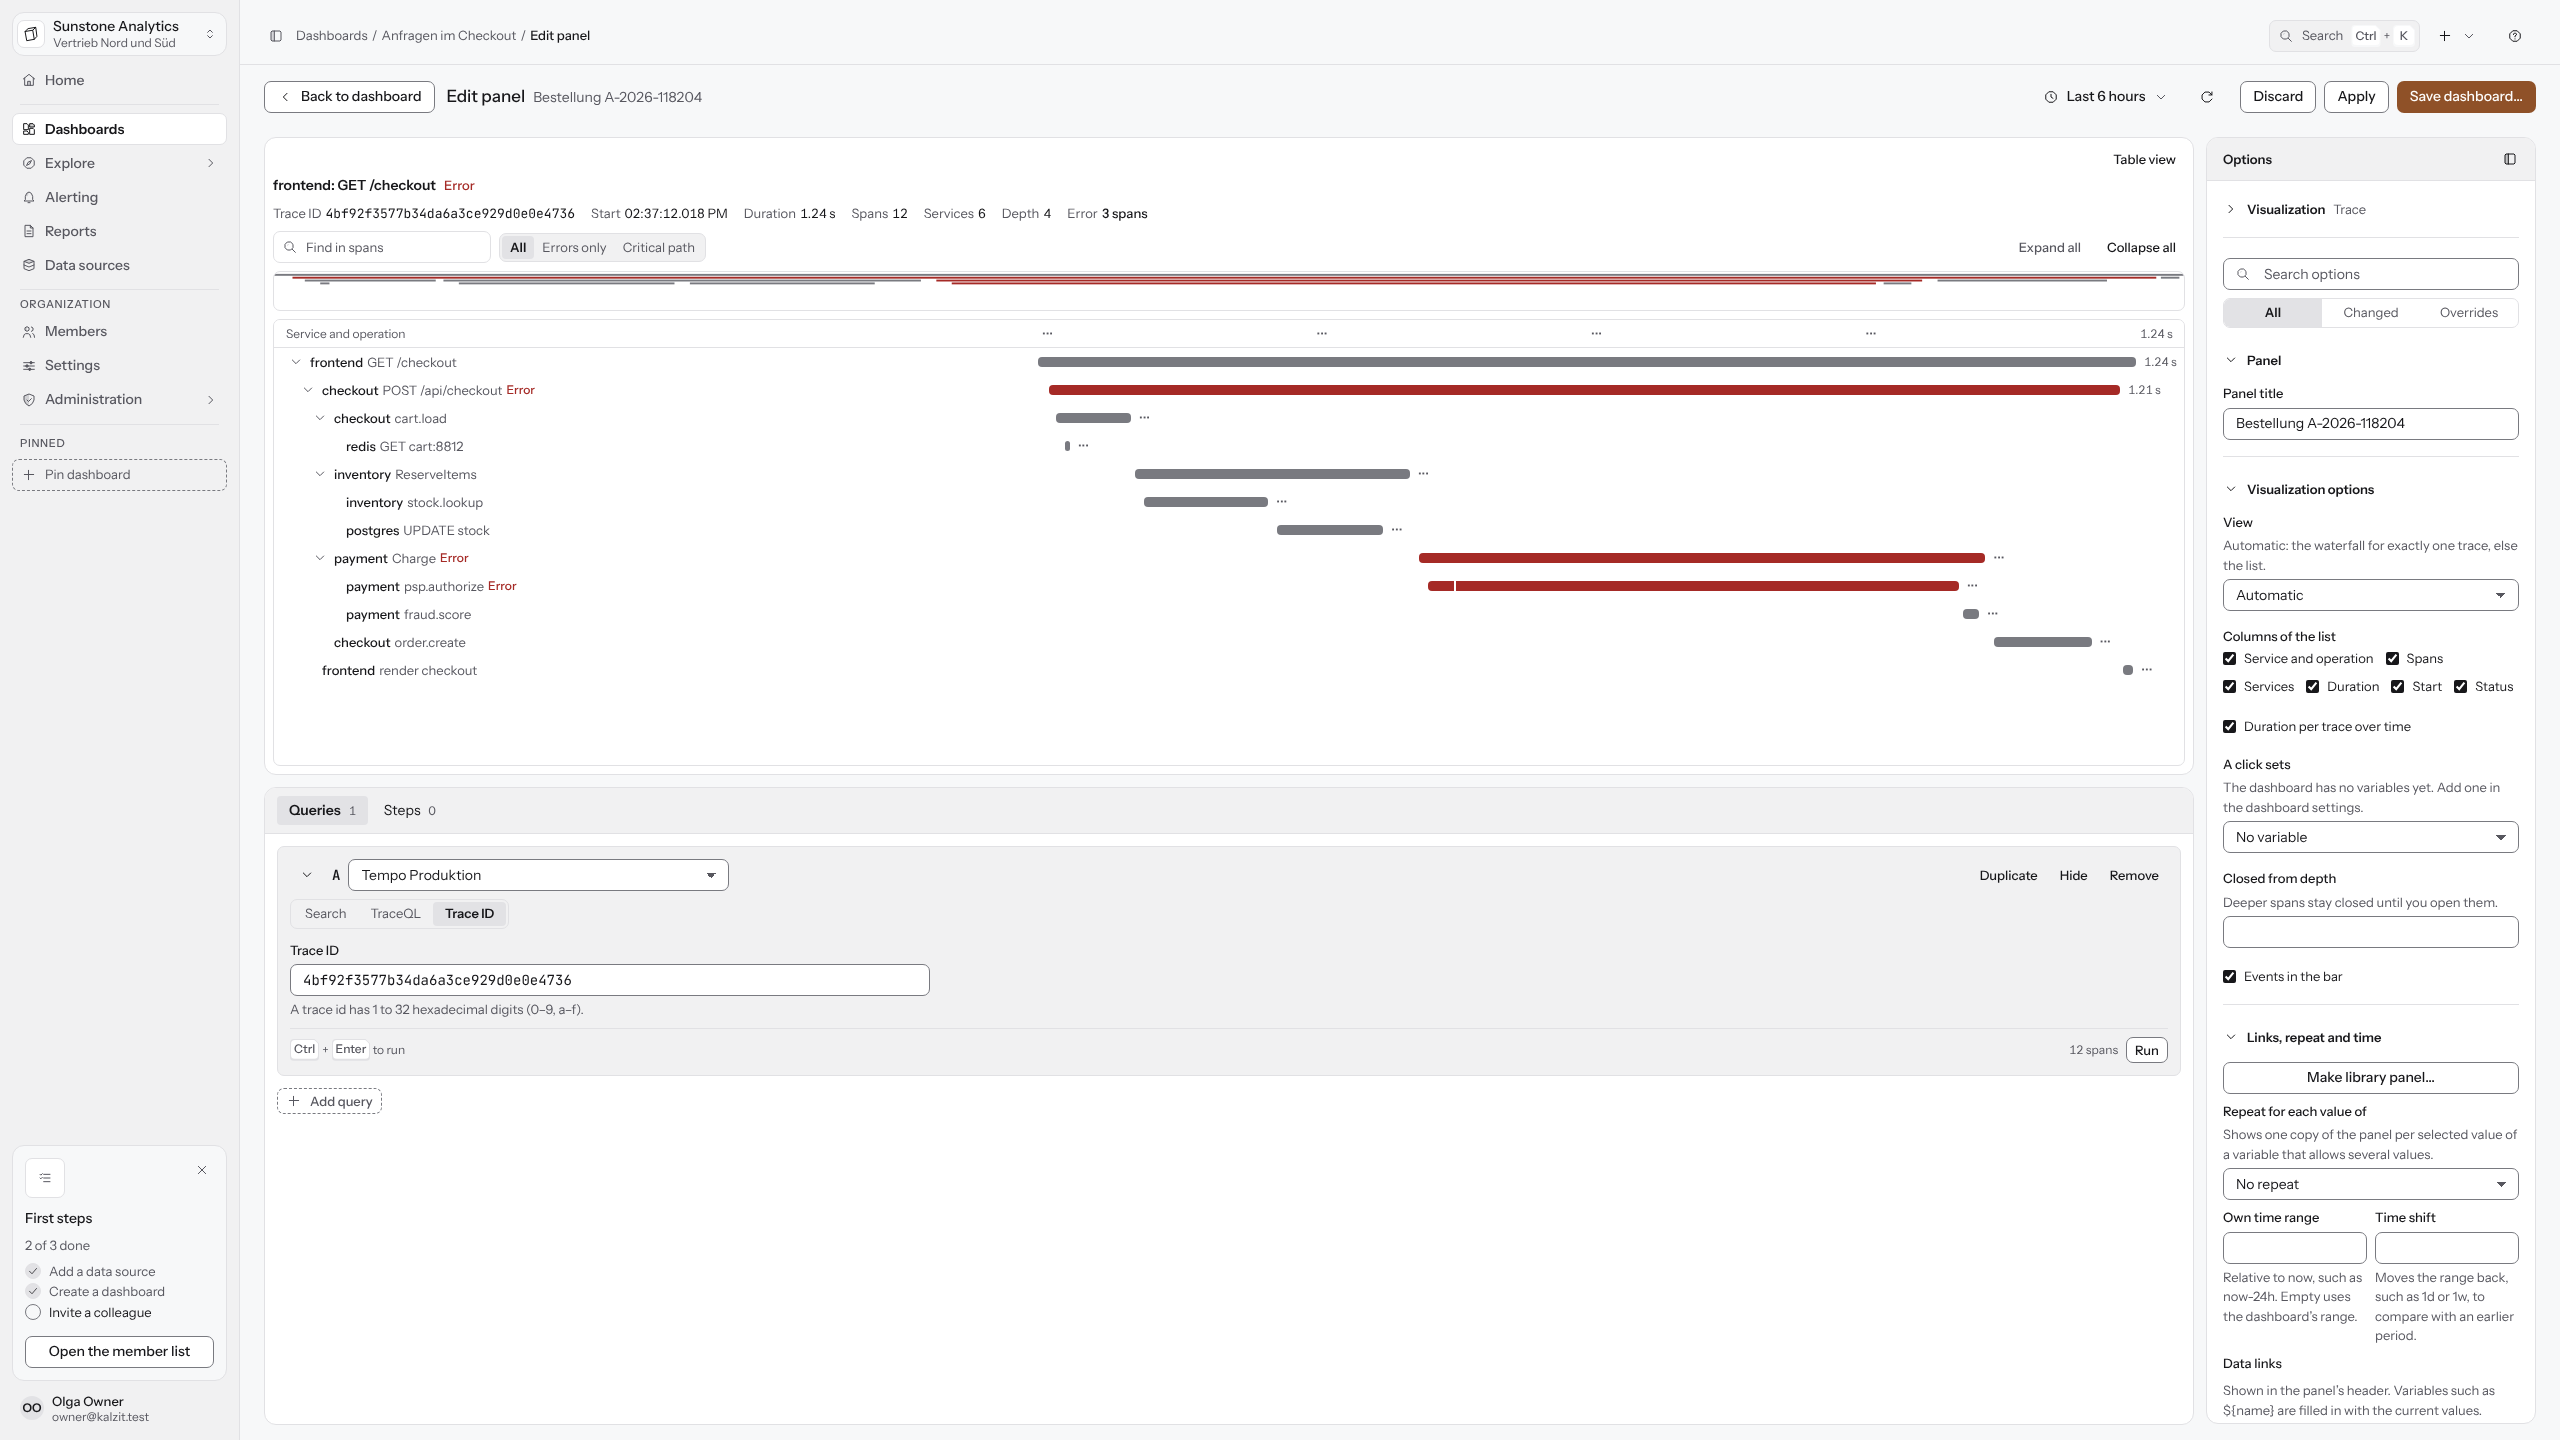 Sunstone Analytics
Vertrieb Nord und Süd
Home
Dashboards
Explore
Alerting
Reports
Data sources
ORGANIZATION
Members
Settings
Administration
PINNED
Pin dashboard
First steps
2 of 3 done
Add a data source
Create a dashboard
Invite a colleague
Open the member list
OO Olga Owner
owner@kalzit.test
Dashboards / Anfragen im Checkout / Edit panel
Search Ctrl + K
Back to dashboard Edit panel Bestellung A-2026-118204
Last 6 hours Discard Apply Save dashboard...
Table view
frontend: GET /checkout Error
Trace ID 4bf92f3577b34da6a3ce929d0e0e4736 Start 02:37:12.018 PM Duration 1.24 s Spans 12 Services 6 Depth 4 Error 3 spans
Find in spans All Errors only Critical path Expand all Collapse all
Service and operation ... ... ... ... 1.24 s
frontend GET /checkout 1.24 s
checkout POST /api/checkout Error 1.21 s
checkout cart.load ...
redis GET cart:8812 ...
inventory ReserveItems ...
inventory stock.lookup ...
postgres UPDATE stock ...
payment Charge Error ...
payment psp.authorize Error ...
payment fraud.score ...
checkout order.create ...
frontend render checkout ...
Queries 1 Steps 0
A Tempo Produktion Duplicate Hide Remove
Search TraceQL Trace ID
Trace ID
4bf92f3577b34da6a3ce929d0e0e4736
A trace id has 1 to 32 hexadecimal digits (0–9, a–f).
Ctrl + Enter to run 12 spans Run
Add query
Options
Visualization Trace
Search options
All Changed Overrides
Panel
Panel title
Bestellung A-2026-118204
Visualization options
View
Automatic: the waterfall for exactly one trace, else
the list.
Automatic
Columns of the list
Service and operation Spans
Services Duration Start Status
Duration per trace over time
A click sets
The dashboard has no variables yet. Add one in
the dashboard settings.
No variable
Closed from depth
Deeper spans stay closed until you open them.
Events in the bar
Links, repeat and time
Make library panel...
Repeat for each value of
Shows one copy of the panel per selected value of
a variable that allows several values.
No repeat
Own time range Time shift
Relative to now, such as
now-24h. Empty uses
the dashboard's range.
Moves the range back,
such as 1d or 1w, to
compare with an earlier
period.
Data links
Shown in the panel's header. Variables such as
${name} are filled in with the current values.